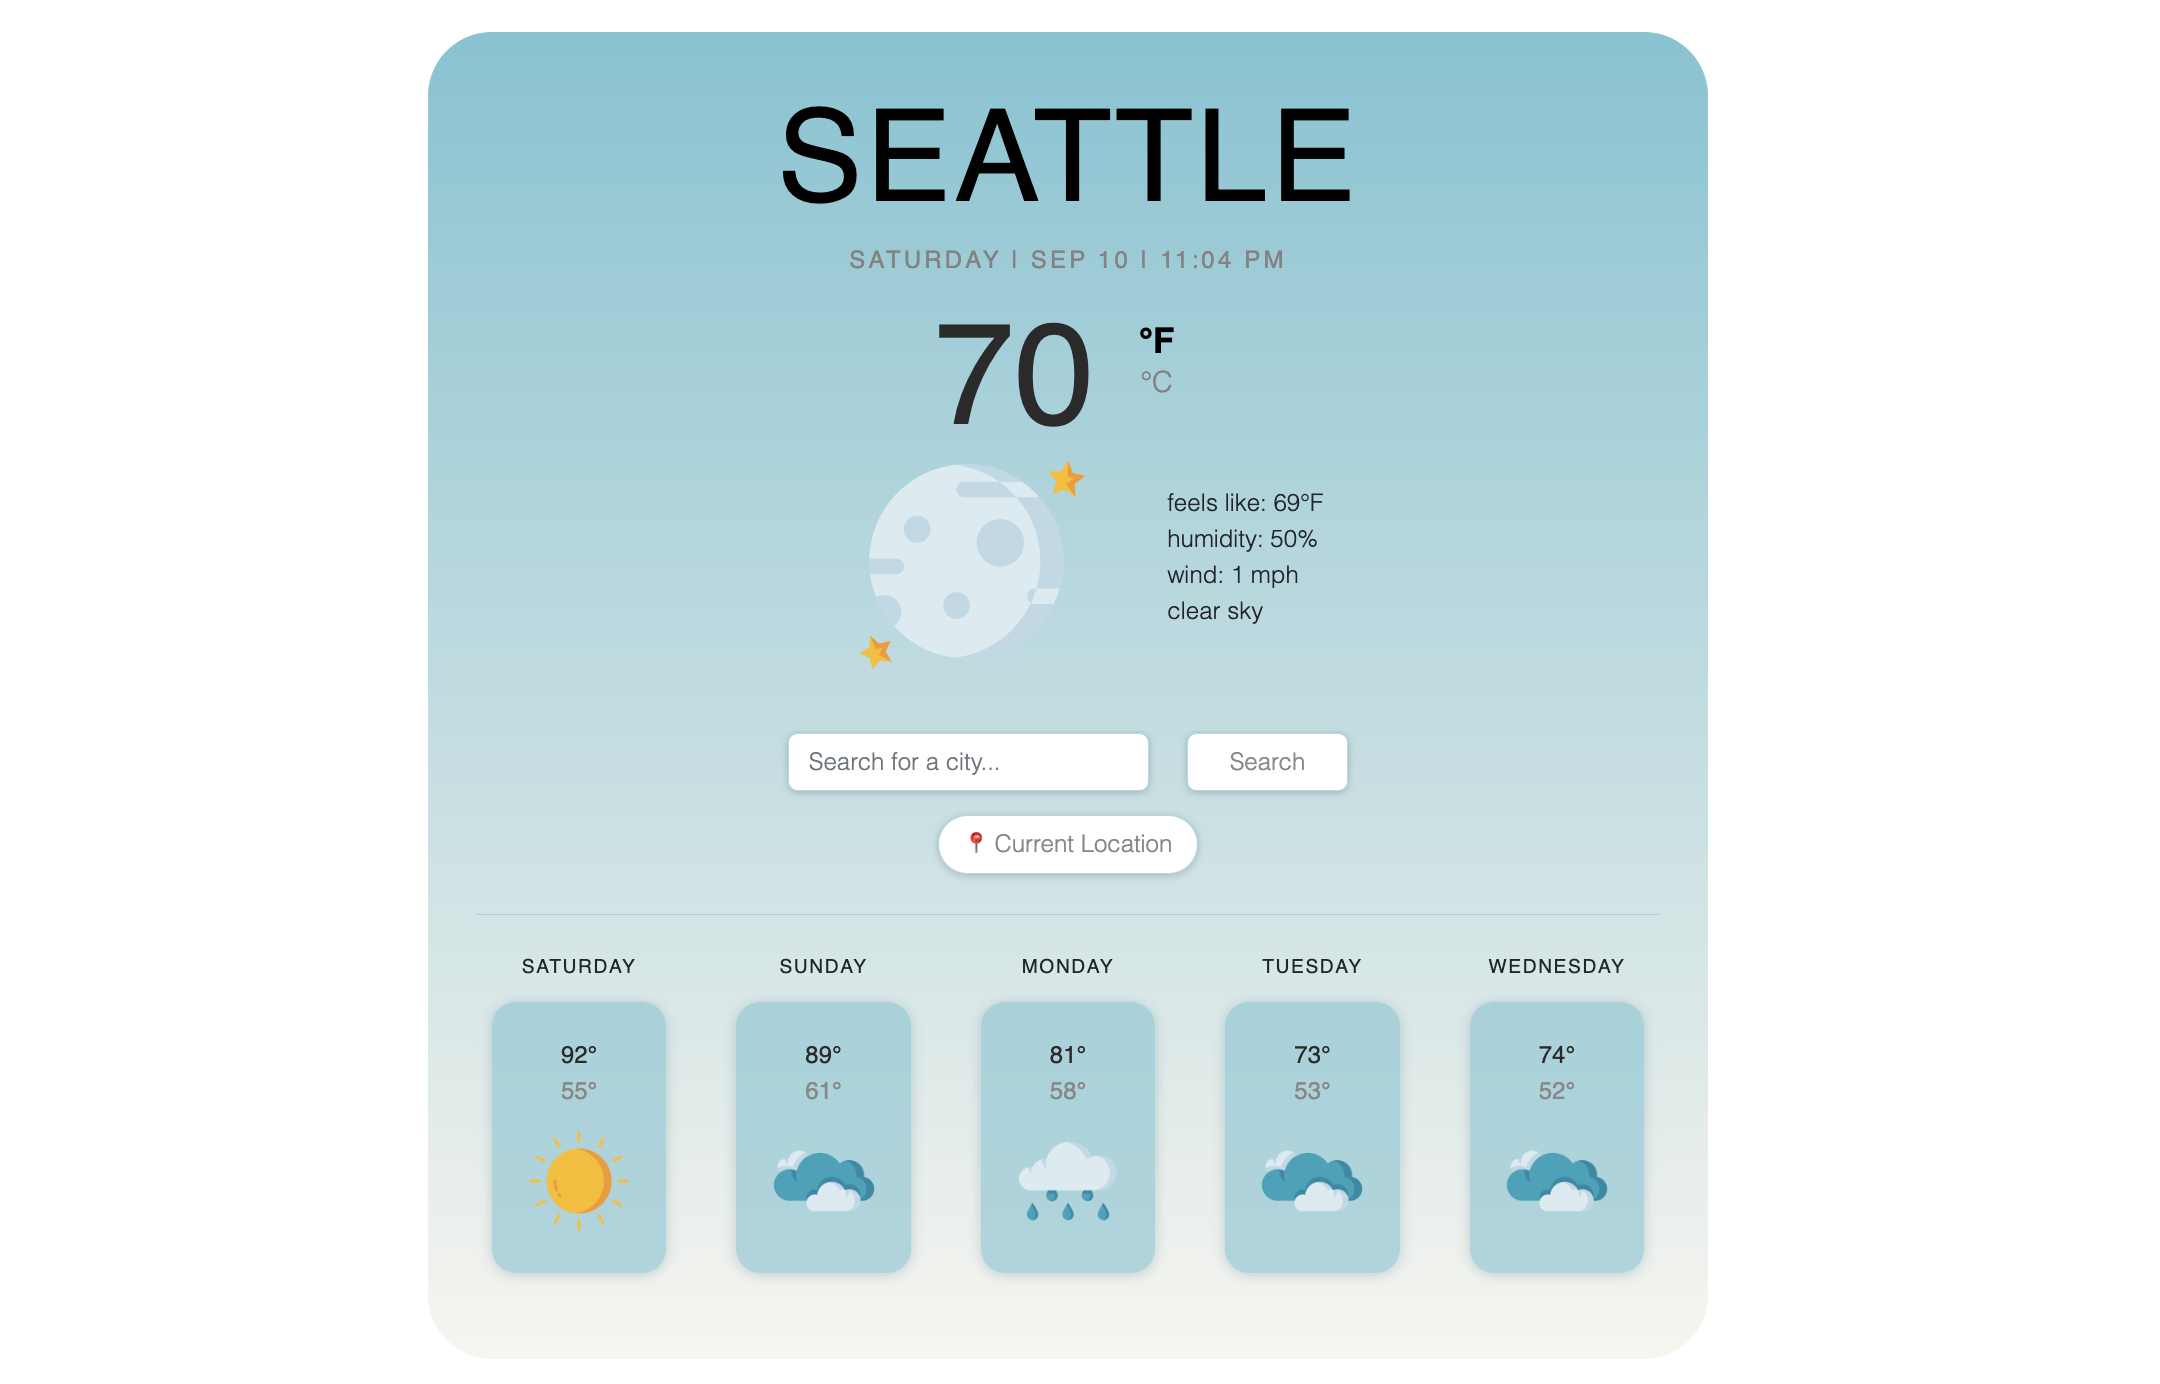 SEATTLE
SATURDAY | SEP 10 | 11:04 PM
70 °F
°C
feels like: 69°F
humidity: 50%
wind: 1 mph
clear sky
Search for a city... Search
📍 Current Location
SATURDAY SUNDAY MONDAY TUESDAY WEDNESDAY
92° 89° 81° 73° 74°
55° 61° 58° 53° 52°